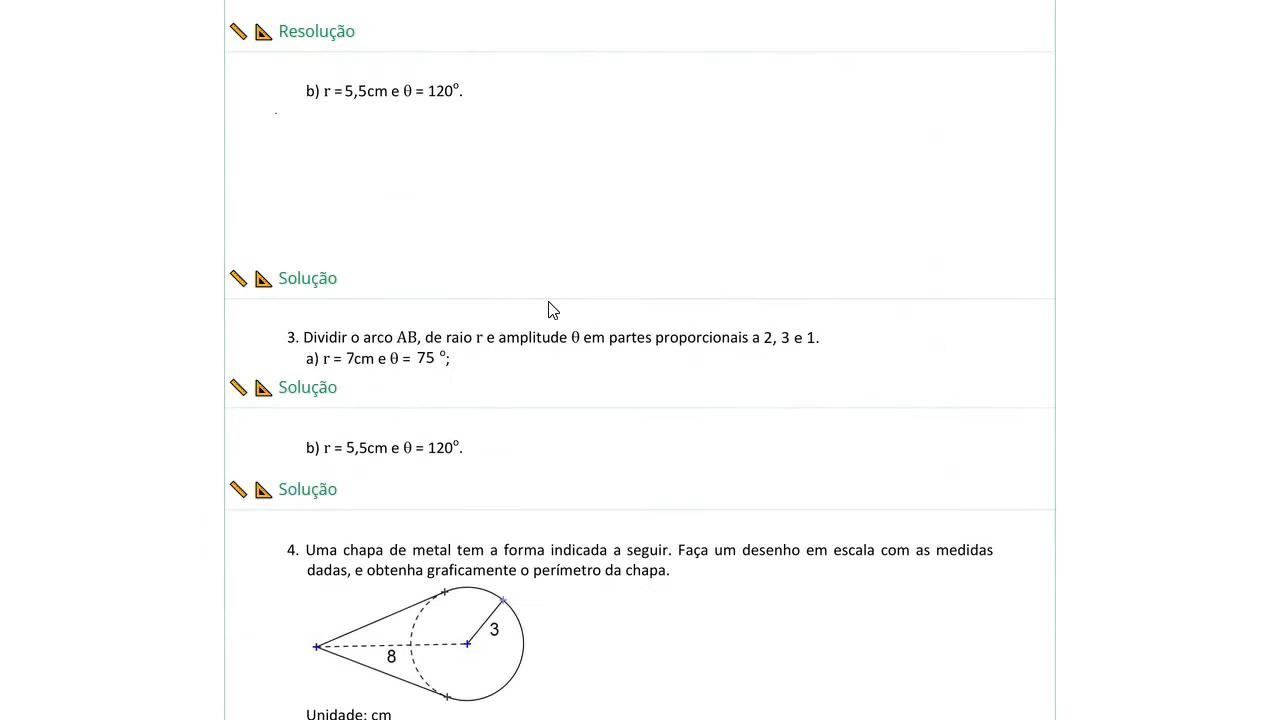 Resolução
b) r = 5,5cm e θ = 120º.
Solução
3. Dividir o arco AB, de raio r e amplitude θ em partes proporcionais a 2, 3 e 1.
a) r = 7cm e θ = 75 º;
Solução
b) r = 5,5cm e θ = 120º.
Solução
4. Uma chapa de metal tem a forma indicada a seguir. Faça um desenho em escala com as medidas
dadas, e obtenha graficamente o perímetro da chapa.
3
8
Unidade: cm